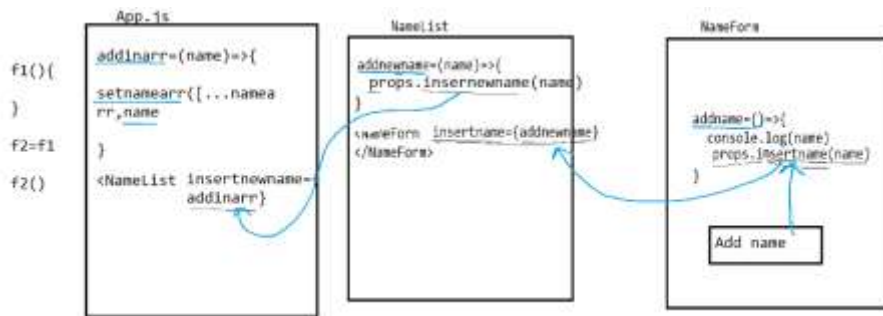 App.js
NameList
NameForm
f1(){
}
f2=f1
f2()
addinarr=(name)=>{
setnamearr([...namea
rr,name
}
<NameList insertnewname=
addinarr}
addnewname=(name)=>{
props.insernewname(name)
}
<nameForm insertname={addnewname}
</NameForm>
addname=()=>{
console.log(name)
props.insertname(name)
}
Add name